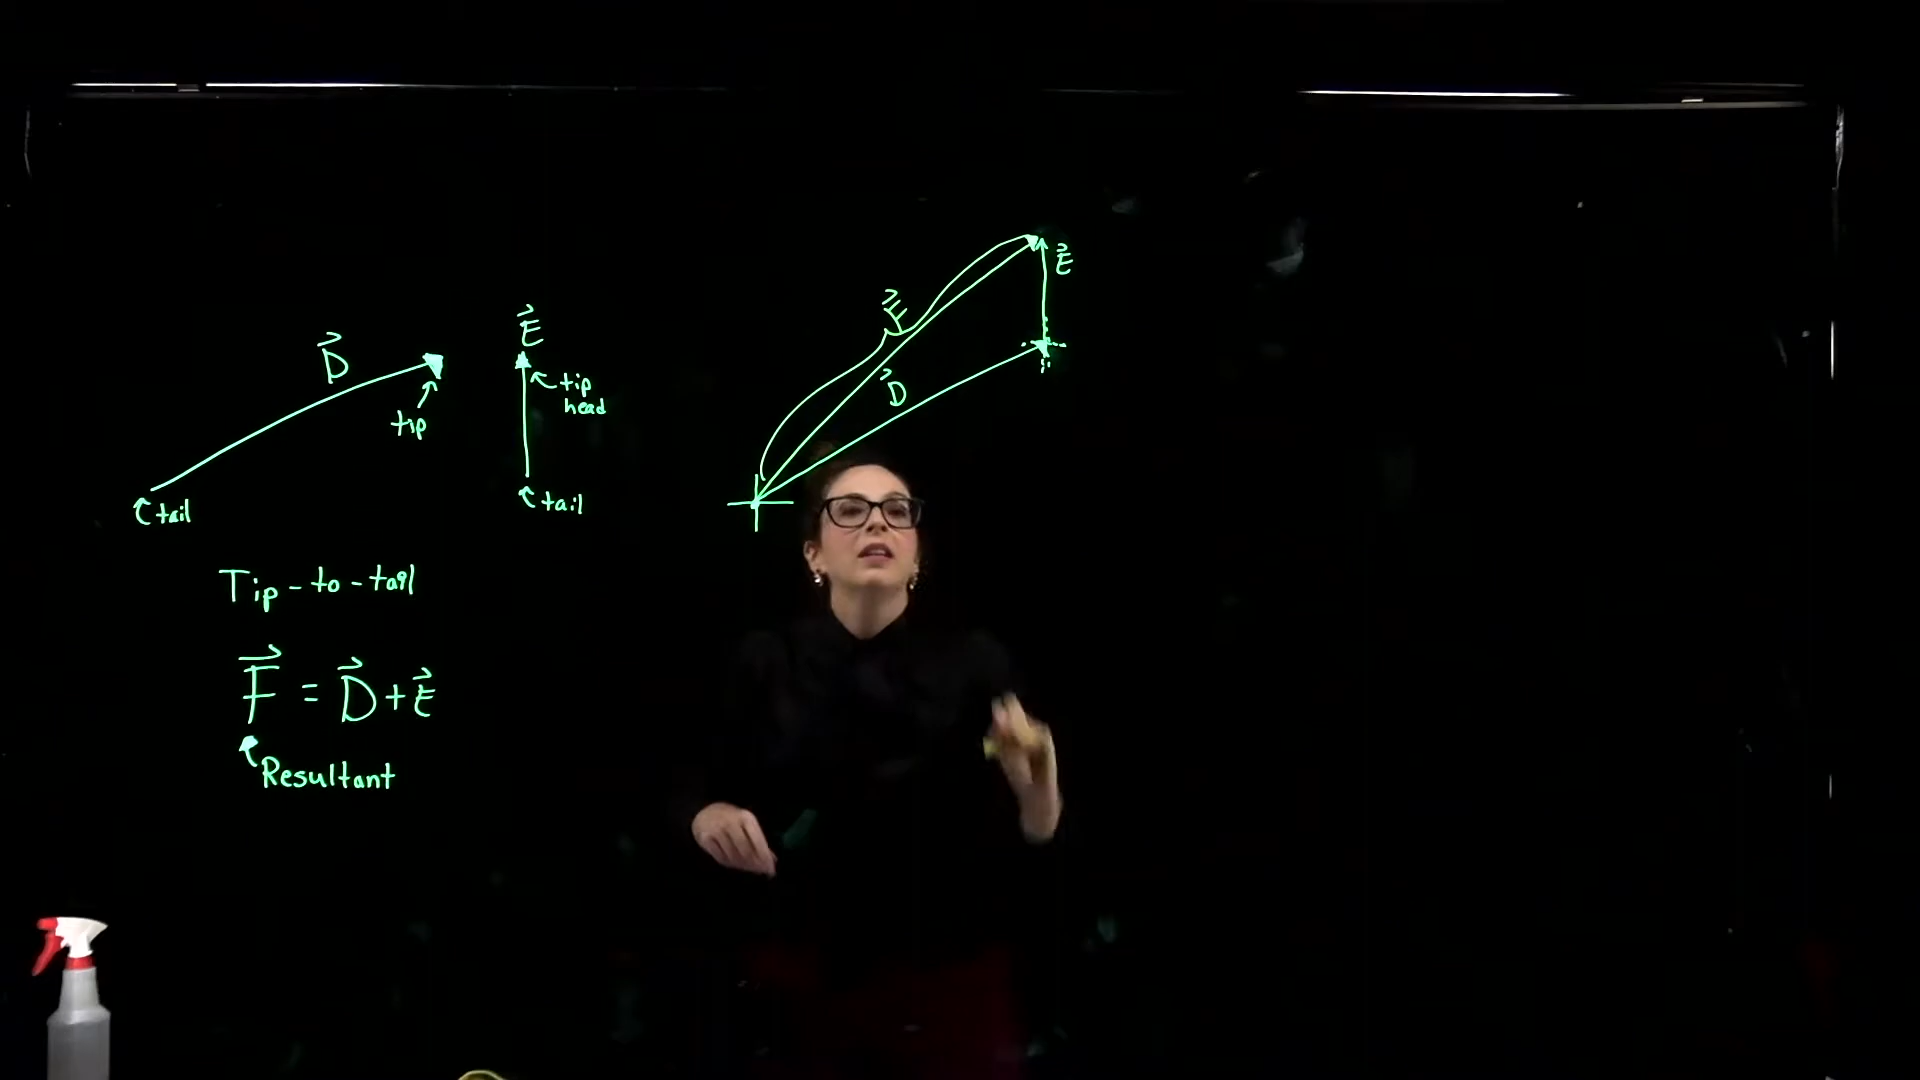 D
tip
tail
E
tip
head
tail
Tip-to-tail
F = D + E
Resultant
F
D
E